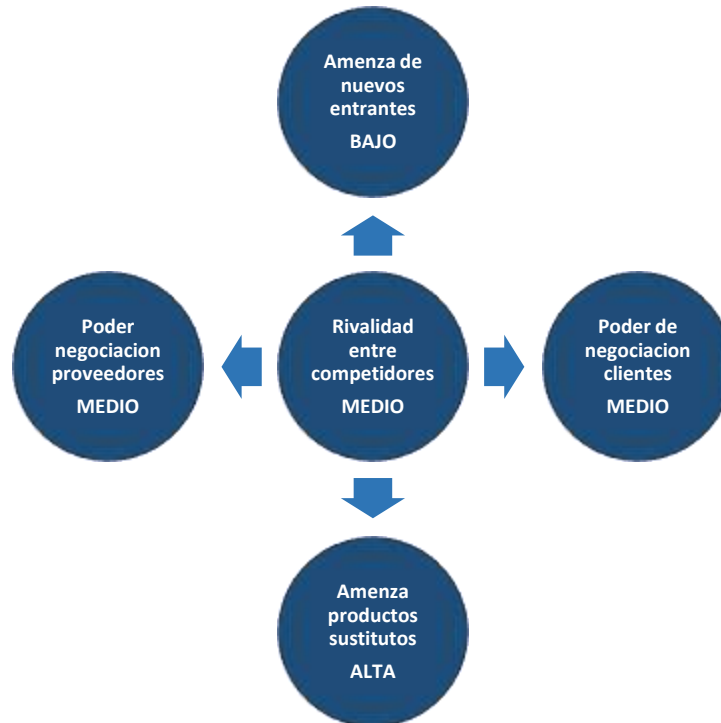 Amenza de
nuevos
entrantes
BAJO
Poder
negociacion
proveedores
MEDIO
Rivalidad
entre
competidores
MEDIO
Poder de
negociacion
clientes
MEDIO
Amenza
productos
sustitutos
ALTA